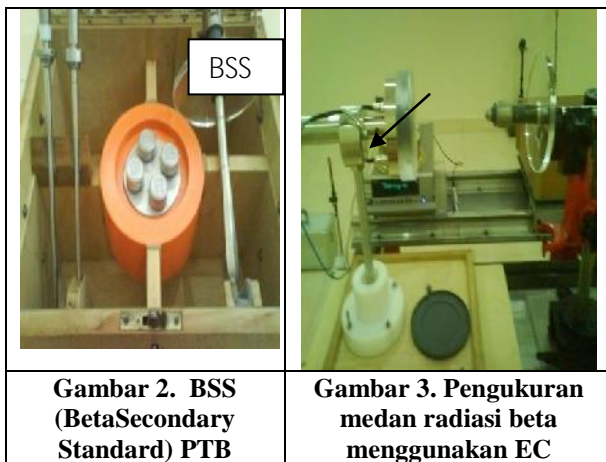 BSS
Gambar 2. BSS
(BetaSecondary
Standard) PTB
Gambar 3. Pengukuran
medan radiasi beta
menggunakan EC